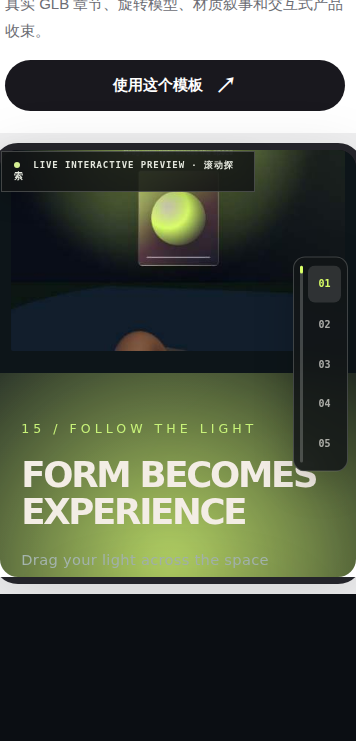 真实 GLB 章节、旋转模型、材质叙事和交互式产品
收束。
使用这个模板 ↗
LIVE INTERACTIVE PREVIEW · 滚动探
索
01
02
03
04
05
15 / FOLLOW THE LIGHT
FORM BECOMES
EXPERIENCE
Drag your light across the space